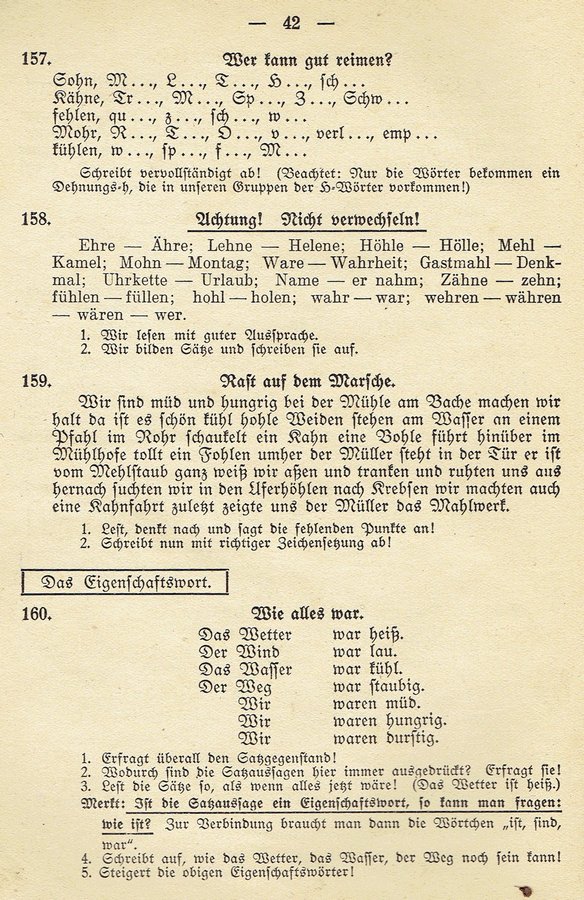 — 42 —
157. Wer kann gut reimen?
Sohn, M..., L..., T..., H..., sch...
Kähne, Tr..., M..., Sp..., Z..., Schw...
fehlen, qu..., z..., sch..., w...
Mohr, R..., T..., O..., v..., verl..., emp...
kühlen, w..., sp..., f..., M...
Schreibt vervollständigt ab! (Beachtet: Nur die Wörter bekommen ein
Dehnungs-h, die in unseren Gruppen der H-Wörter vorkommen!)
158. Achtung! Nicht verwechseln!
Ehre — Ähre; Lehne — Helene; Höhle — Hölle; Mehl —
Kamel; Mohn — Montag; Ware — Wahrheit; Gastmahl — Denk-
mal; Uhrkette — Urlaub; Name — er nahm; Zähne — zehn;
fühlen — füllen; hohl — holen; wahr — war; wehren — währen
— wären — wer.
1. Wir lesen mit guter Aussprache.
2. Wir bilden Sätze und schreiben sie auf.
159. Rast auf dem Marsche.
Wir sind müd und hungrig bei der Mühle am Bache machen wir
halt da ist es schön kühl hohle Weiden stehen am Wasser an einem
Pfahl im Rohr schaukelt ein Kahn eine Bohle führt hinüber im
Mühlhofe tollt ein Fohlen umher der Müller steht in der Tür er ist
vom Mehlstaub ganz weiß wir aßen und tranken und ruhten uns aus
hernach suchten wir in den Uferhöhlen nach Krebsen wir machten auch
eine Kahnfahrt zuletzt zeigte uns der Müller das Mahlwerk.
1. Lest, denkt nach und sagt die fehlenden Punkte an!
2. Schreibt nun mit richtiger Zeichensetzung ab!
Das Eigenschaftswort.
160. Wie alles war.
Das Wetter war heiß.
Der Wind war lau.
Das Wasser war kühl.
Der Weg war staubig.
Wir waren müd.
Wir waren hungrig.
Wir waren durstig.
1. Erfragt überall den Satzgegenstand!
2. Wodurch sind die Satzaussagen hier immer ausgedrückt? Erfragt sie!
3. Lest die Sätze so, als wenn alles jetzt wäre! (Das Wetter ist heiß.)
Merkt: Ist die Satzaussage ein Eigenschaftswort, so kann man fragen:
wie ist? Zur Verbindung braucht man dann die Wörtchen „ist, sind,
war“.
4. Schreibt auf, wie das Wetter, das Wasser, der Weg noch sein kann!
5. Steigert die obigen Eigenschaftswörter!